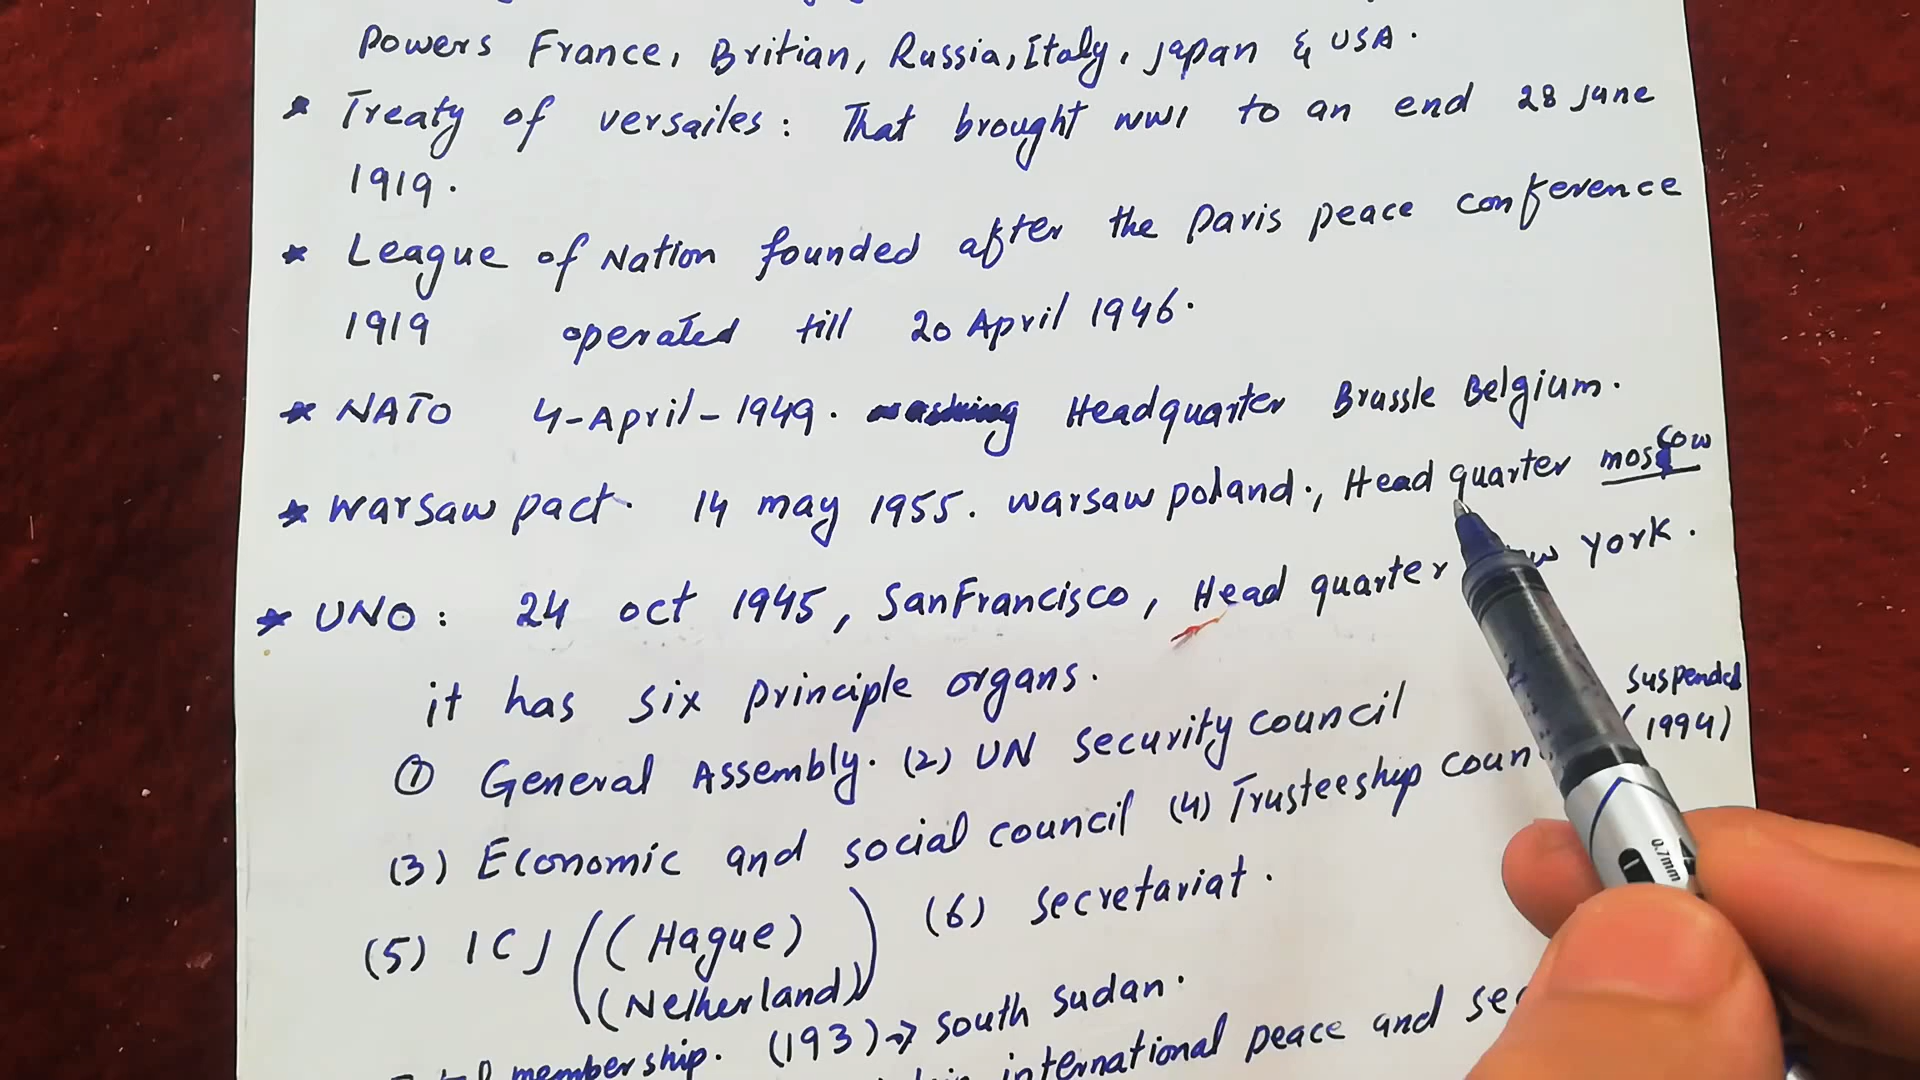 Powers France, Britian, Russia, Italy, Japan & USA.
* Treaty of versailes: That brought WW1 to an end 28 June
1919.
* League of Nation founded after the Paris peace conference
1919 operated till 20 April 1946.
* NATO 4-April-1949. Headquarter Brussle Belgium.
* Warsaw pact. 14 may 1955. Warsaw poland., Head quarter moscow
* UNO: 24 oct 1945, SanFrancisco, Head quarter York.
it has six principle organs.
① General Assembly. (2) UN Security council
suspended
(3) Economic and social council (4) Trusteeship (1994)
(5) ICJ ((Hague) (6) Secretariat.
(Netherland))
membership. (193) → South Sudan.
international peace and
0.7mm